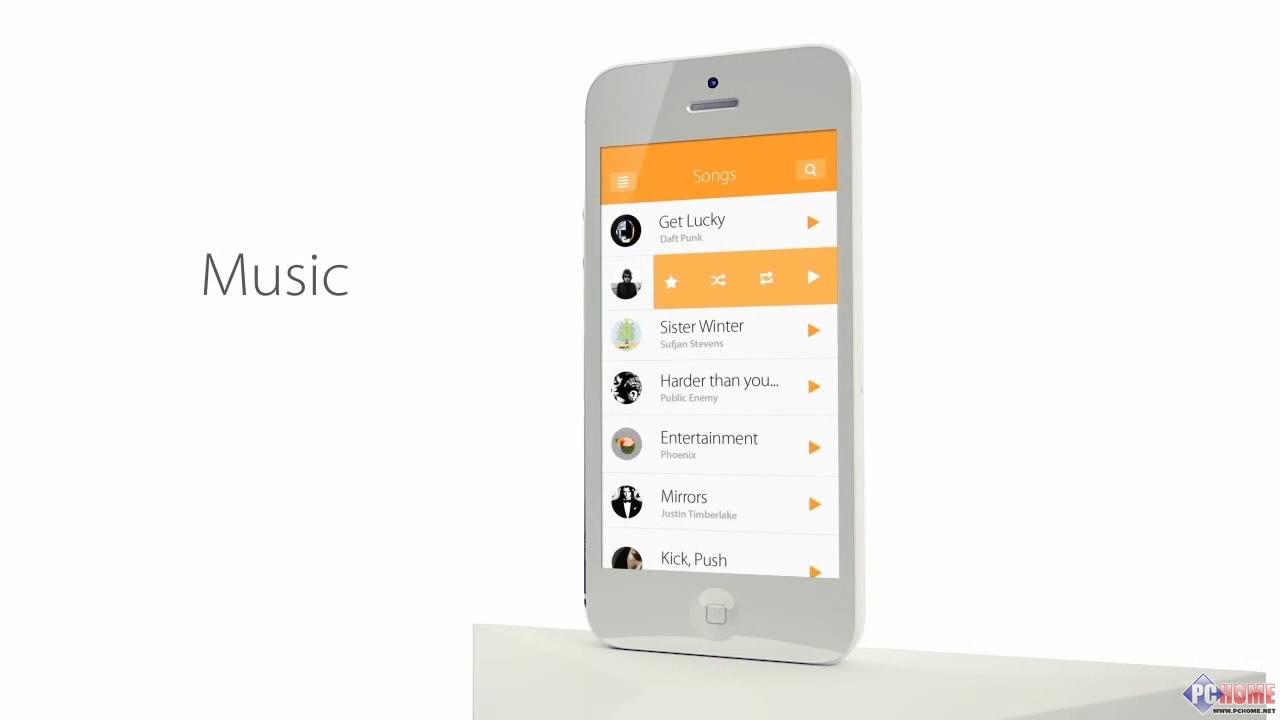 Music
Songs
Get Lucky
Daft Punk
Sister Winter
Sufjan Stevens
Harder than you...
Public Enemy
Entertainment
Phoenix
Mirrors
Justin Timberlake
Kick, Push
PCHOME
WWW.PCHOME.NET